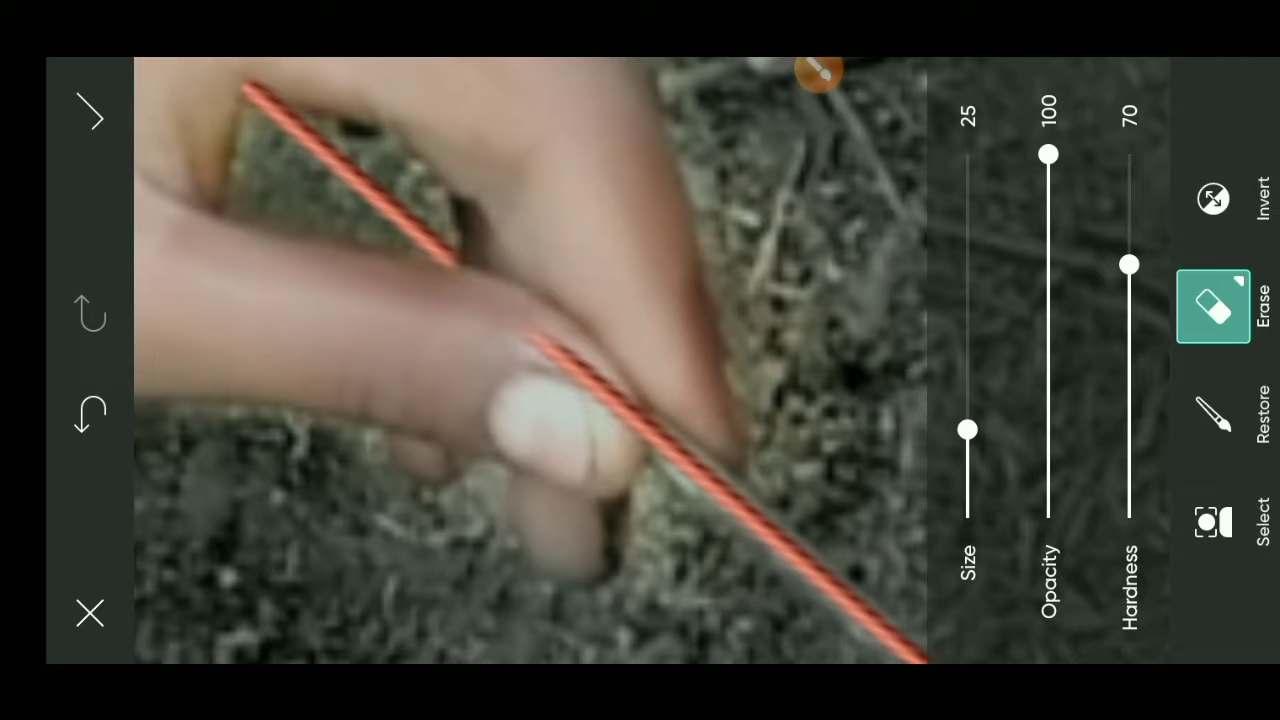 Size 25
Opacity 100
Hardness 70
Select
Restore
Erase
Invert